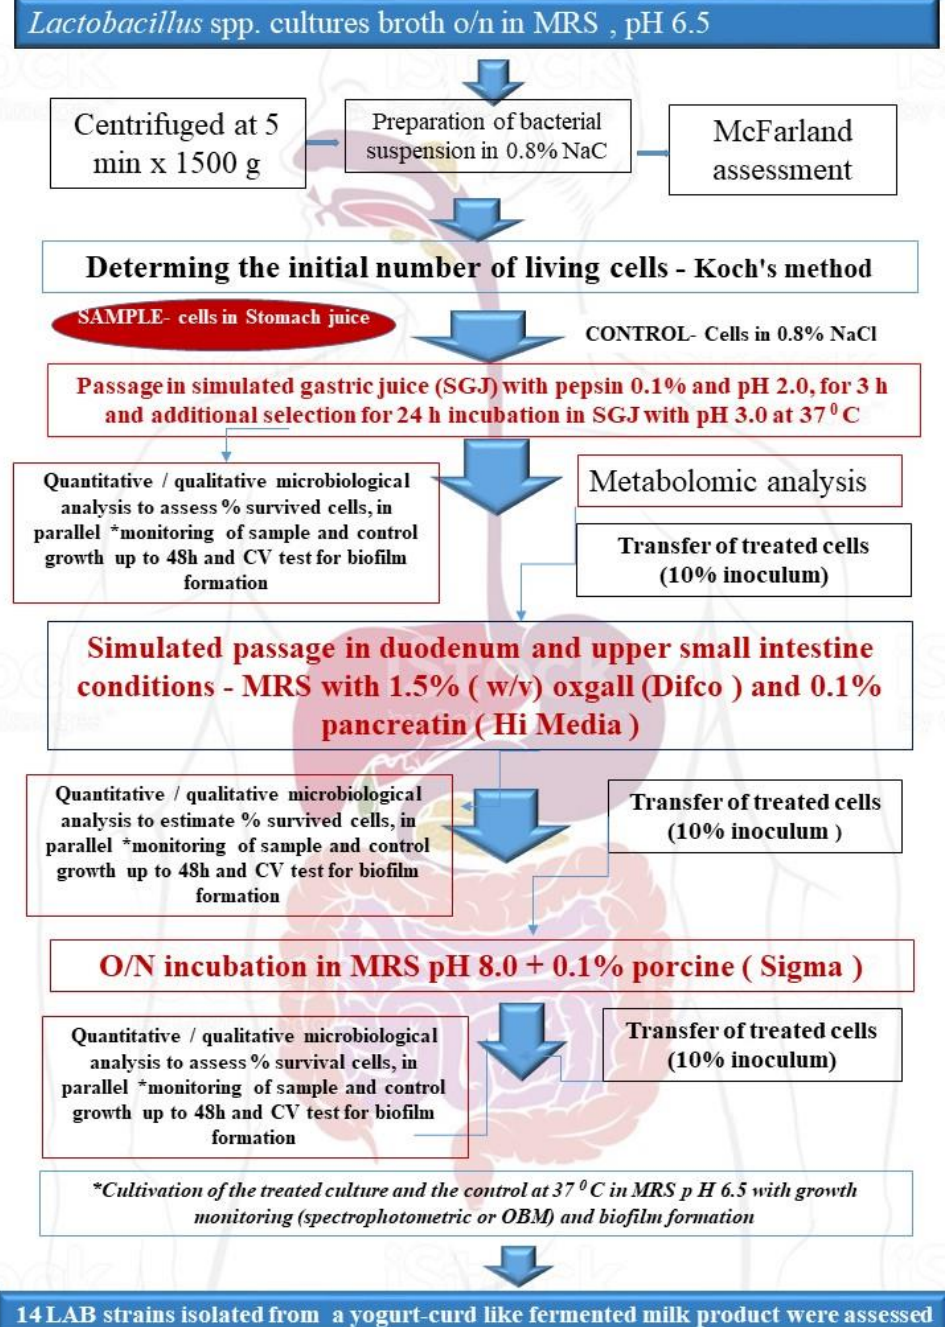 Lactobacillus spp. cultures broth o/n in MRS , pH 6.5
Centrifuged at 5
min x 1500 g
Preparation of bacterial
suspension in 0.8% NaC
McFarland
assessment
Determing the initial number of living cells - Koch's method
SAMPLE- cells in Stomach juice
CONTROL- Cells in 0.8% NaCl
Passage in simulated gastric juice (SGJ) with pepsin 0.1% and pH 2.0, for 3 h
and additional selection for 24 h incubation in SGJ with pH 3.0 at 37 ⁰ C
Quantitative / qualitative microbiological
analysis to assess % survived cells, in
parallel *monitoring of sample and control
growth up to 48h and CV test for biofilm
formation
Metabolomic analysis
Transfer of treated cells
(10% inoculum)
Simulated passage in duodenum and upper small intestine
conditions - MRS with 1.5% ( w/v) oxgall (Difco ) and 0.1%
pancreatin ( Hi Media )
Quantitative / qualitative microbiological
analysis to estimate % survived cells, in
parallel *monitoring of sample and control
growth up to 48h and CV test for biofilm
formation
Transfer of treated cells
(10% inoculum )
O/N incubation in MRS pH 8.0 + 0.1% porcine ( Sigma )
Quantitative / qualitative microbiological
analysis to assess % survival cells, in
parallel *monitoring of sample and control
growth up to 48h and CV test for biofilm
formation
Transfer of treated cells
(10% inoculum)
*Cultivation of the treated culture and the control at 37 ⁰ C in MRS p H 6.5 with growth
monitoring (spectrophotometric or OBM) and biofilm formation
14 LAB strains isolated from a yogurt-curd like fermented milk product were assessed